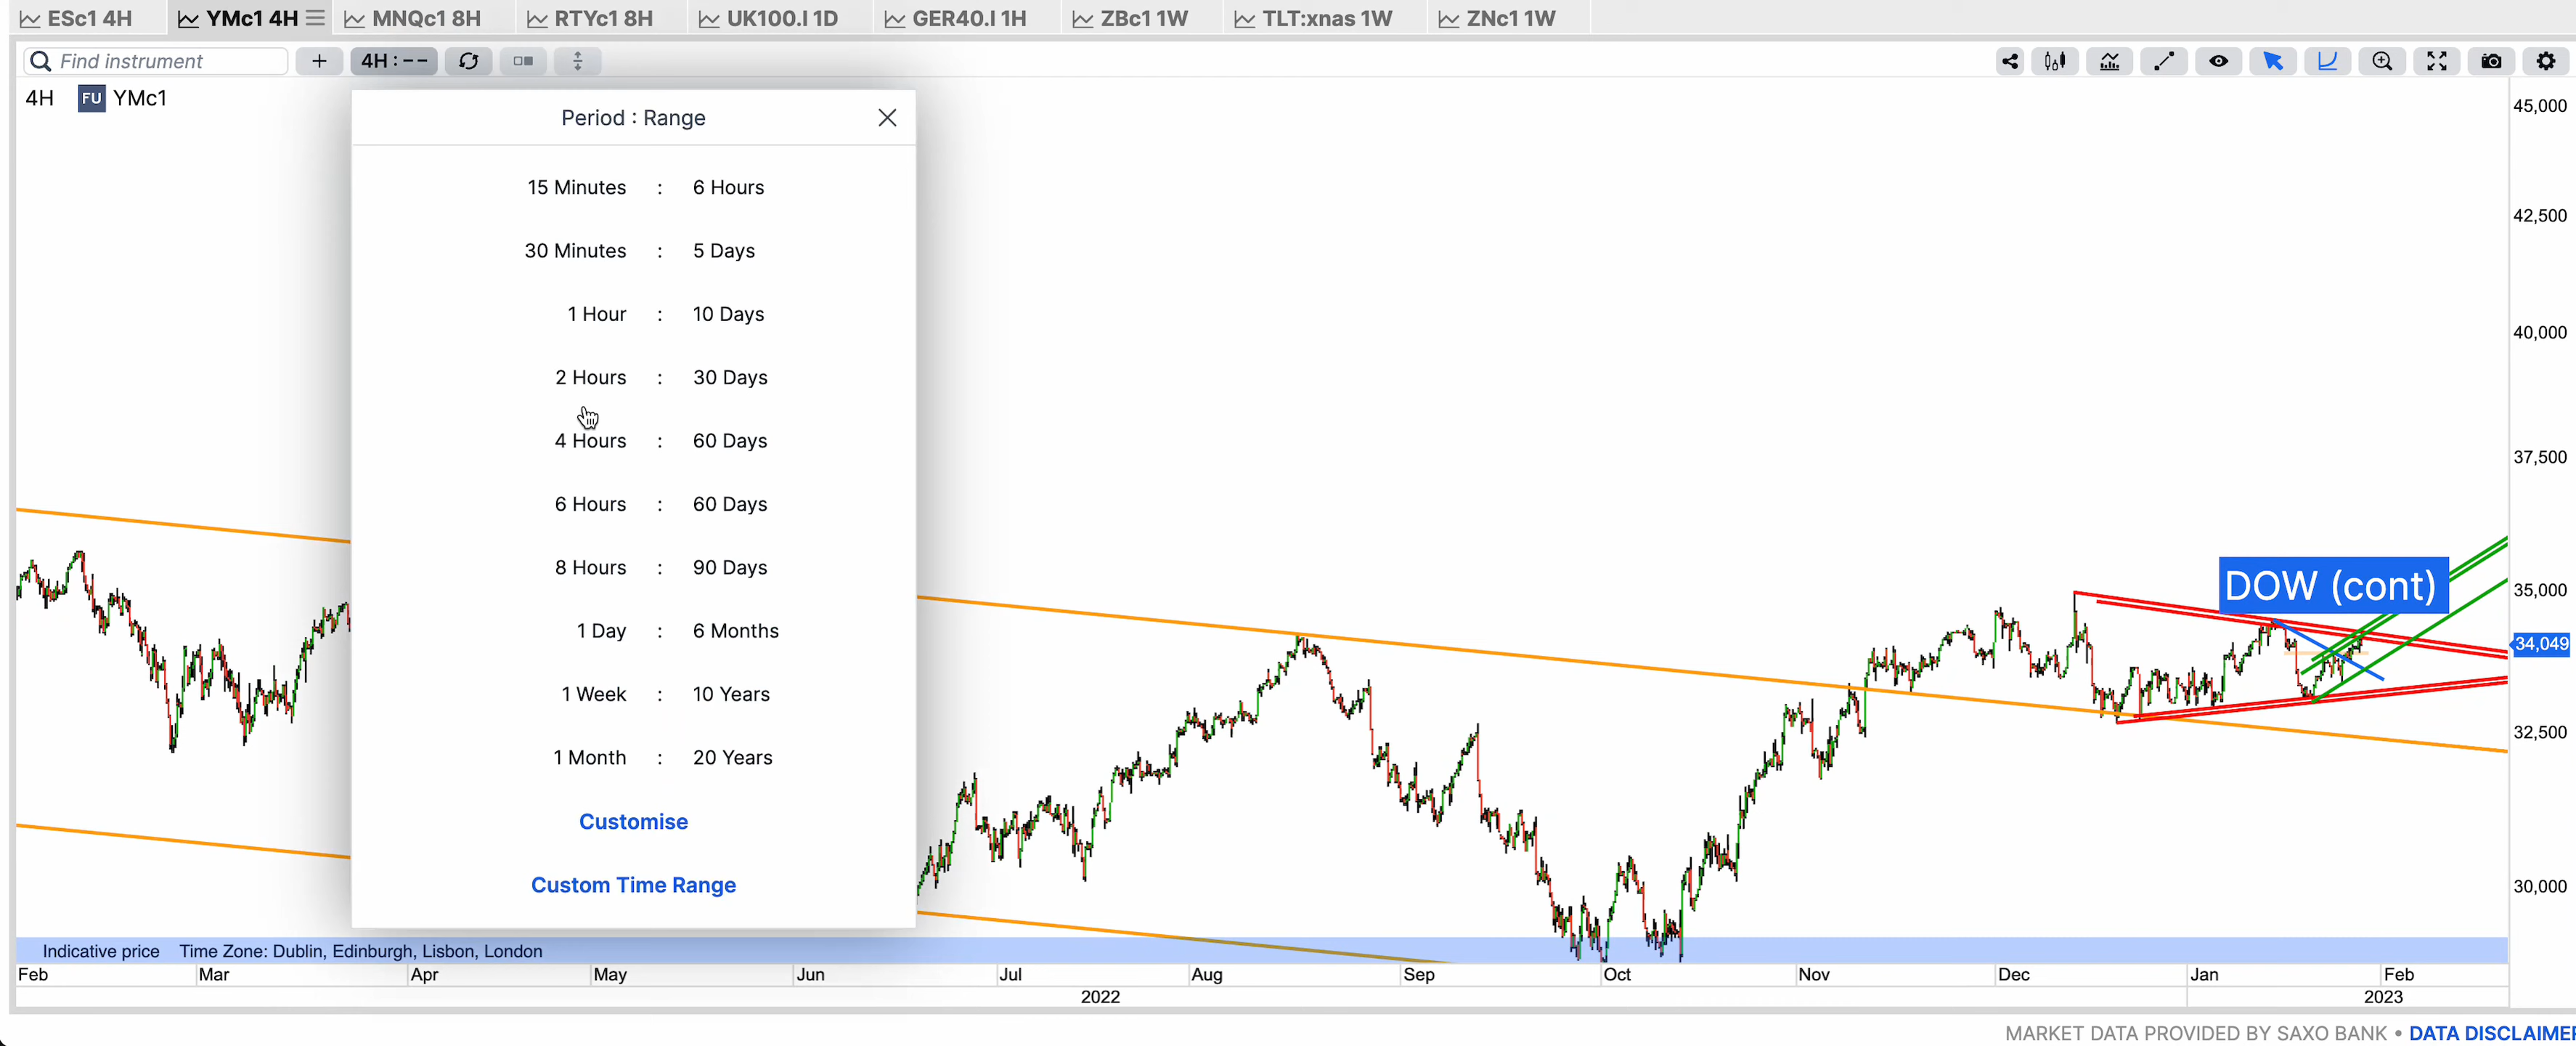 ESc1 4H YMc1 4H MNQc1 8H RTYc1 8H UK100.I 1D GER40.I 1H ZBc1 1W TLT:xnas 1W ZNc1 1W
Find instrument + 4H : – –
4H FU YMc1
Period : Range
15 Minutes : 6 Hours
30 Minutes : 5 Days
1 Hour : 10 Days
2 Hours : 30 Days
4 Hours : 60 Days
6 Hours : 60 Days
8 Hours : 90 Days
1 Day : 6 Months
1 Week : 10 Years
1 Month : 20 Years
Customise
Custom Time Range
DOW (cont)
45,000
42,500
40,000
37,500
35,000
34,049
32,500
30,000
Indicative price Time Zone: Dublin, Edinburgh, Lisbon, London
Feb Mar Apr May Jun Jul Aug Sep Oct Nov Dec Jan Feb
2022 2023
MARKET DATA PROVIDED BY SAXO BANK • DATA DISCLAIMER